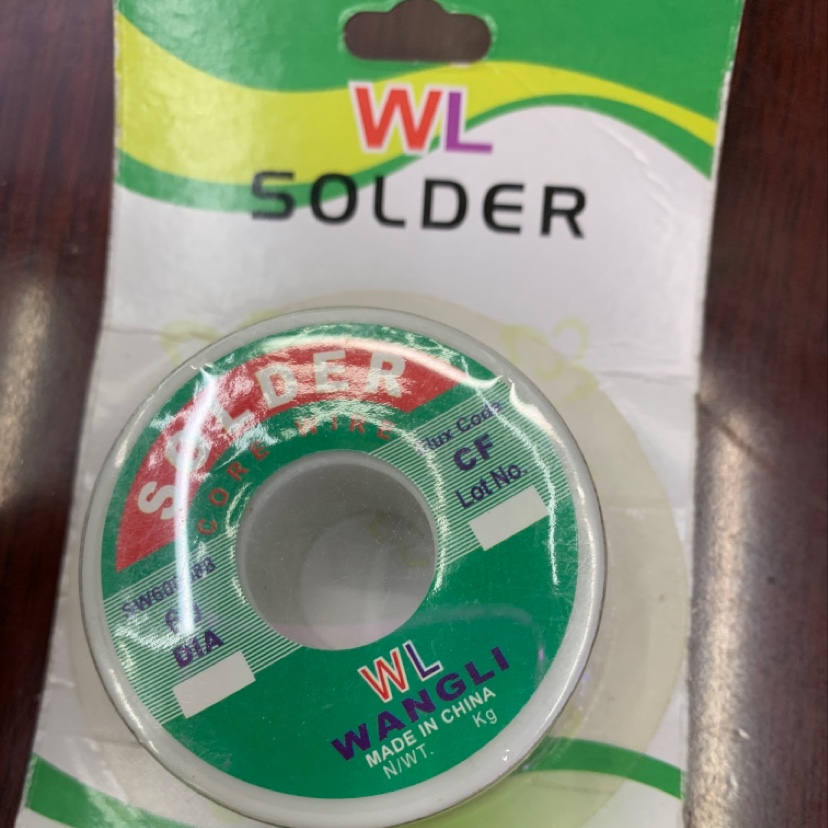 WL
SOLDER
SOLDER
CORE WIRE
Flux Code
CF
Lot No.
DIA
WL
WANGLI
MADE IN CHINA
N/WT. Kg